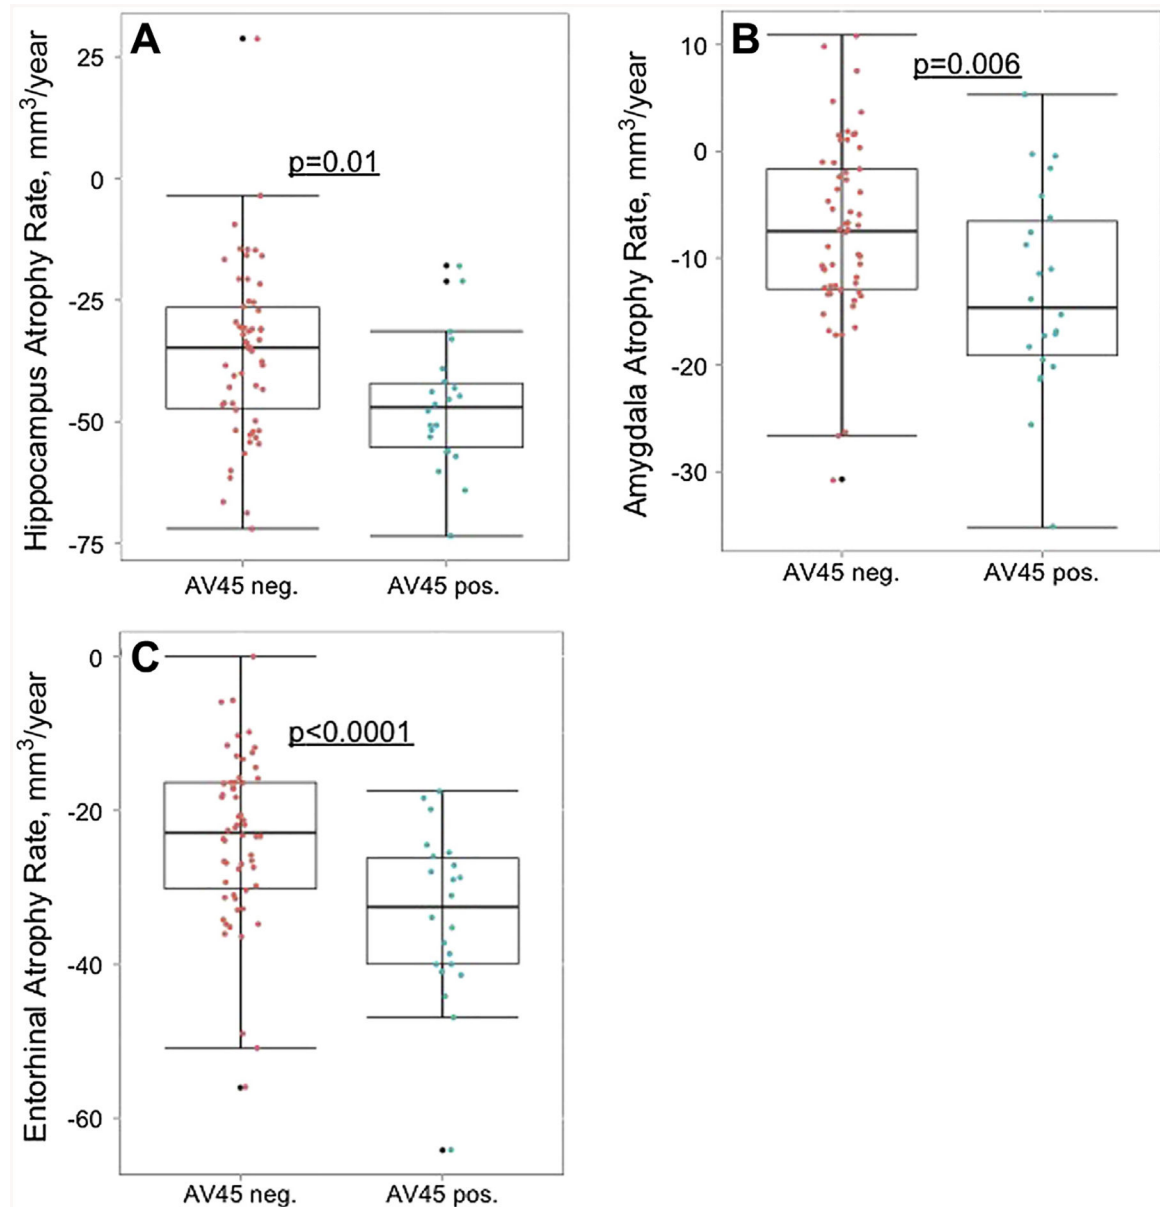 A
Hippocampus Atrophy Rate, mm³/year
25
0
-25
-50
-75
p=0.01
AV45 neg.
AV45 pos.
B
Amygdala Atrophy Rate, mm³/year
10
0
-10
-20
-30
p=0.006
AV45 neg.
AV45 pos.
C
Entorhinal Atrophy Rate, mm³/year
0
-20
-40
-60
p<0.0001
AV45 neg.
AV45 pos.